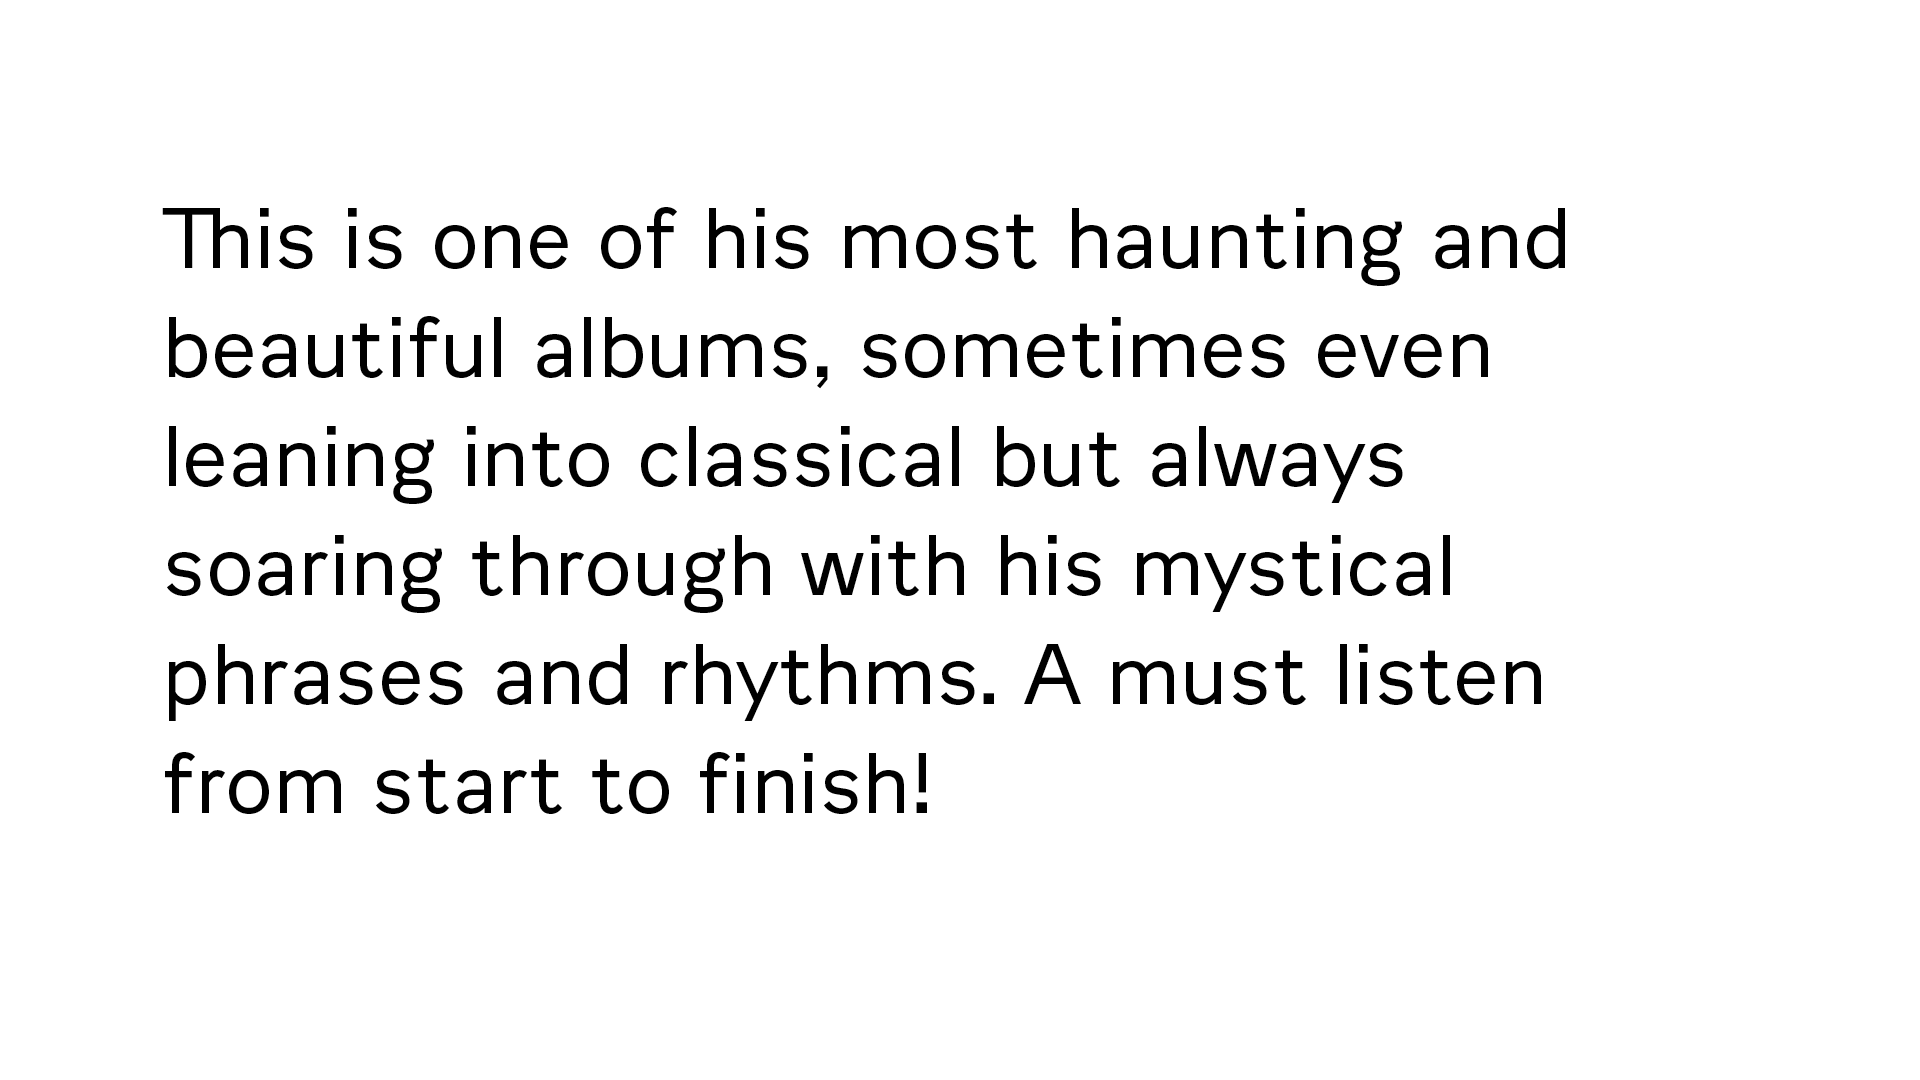 This is one of his most haunting and
beautiful albums, sometimes even
leaning into classical but always
soaring through with his mystical
phrases and rhythms. A must listen
from start to finish!